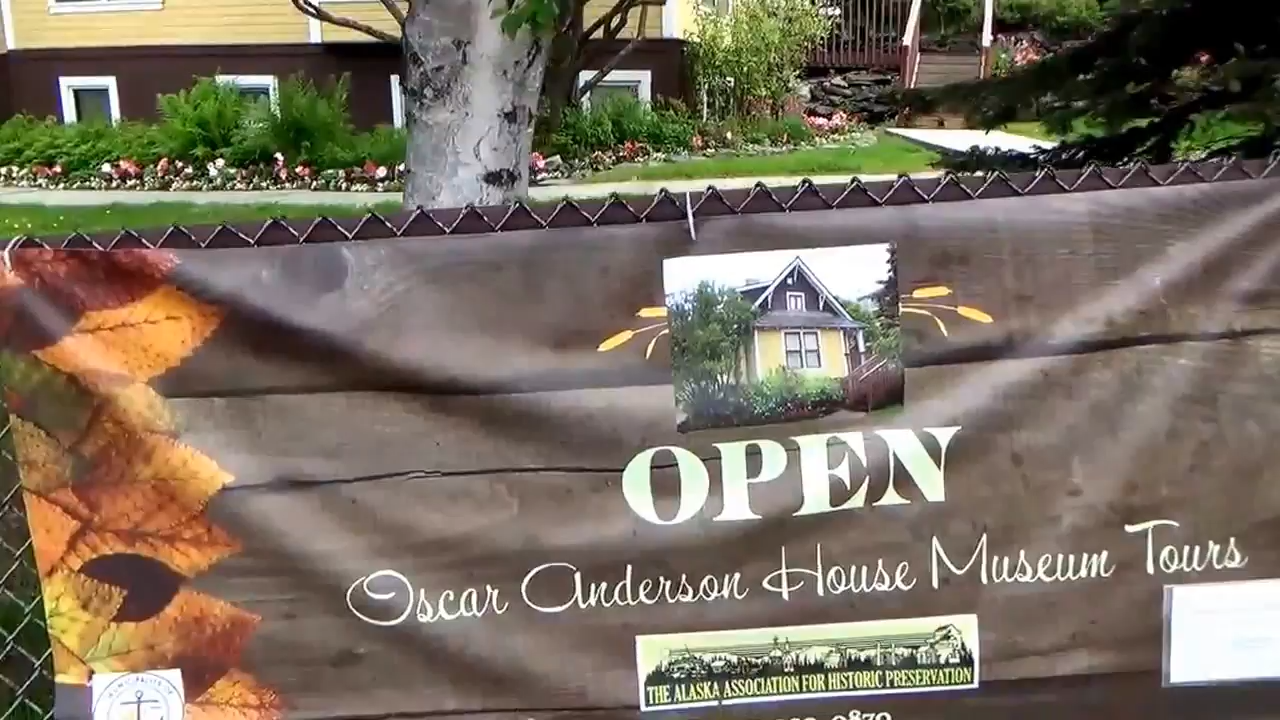 OPEN
Oscar Anderson House Museum Tours
THE ALASKA ASSOCIATION FOR HISTORIC PRESERVATION